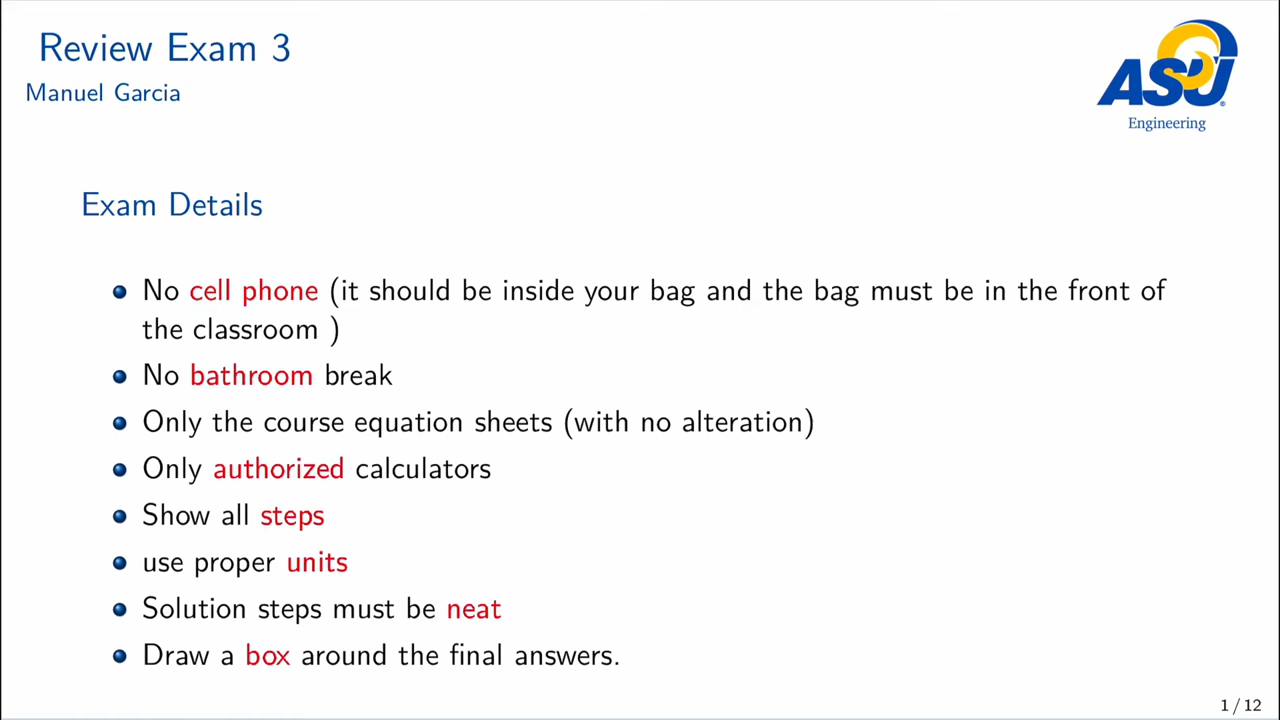 Review Exam 3
Manuel Garcia
ASU
Engineering
Exam Details
No cell phone (it should be inside your bag and the bag must be in the front of
the classroom )
No bathroom break
Only the course equation sheets (with no alteration)
Only authorized calculators
Show all steps
use proper units
Solution steps must be neat
Draw a box around the final answers.
1 / 12